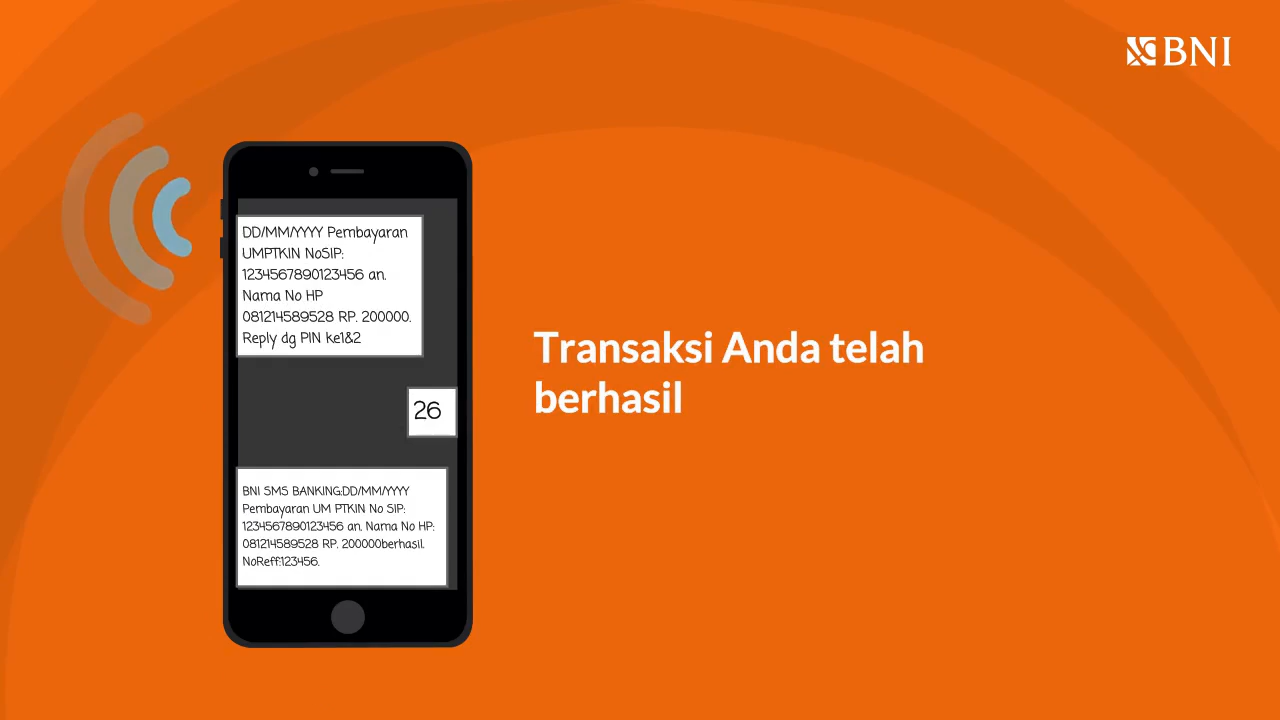 BNI
DD/MM/YYYY Pembayaran
UMPTKIN NoSIP:
1234567890123456 an.
Nama No HP
081214589528 RP. 200000.
Reply dg PIN ke1&2
26
BNI SMS BANKING:DD/MM/YYYY
Pembayaran UM PTKIN No SIP:
1234567890123456 an. Nama No HP:
081214589528 RP. 200000berhasil.
NoReff:123456.
Transaksi Anda telah
berhasil